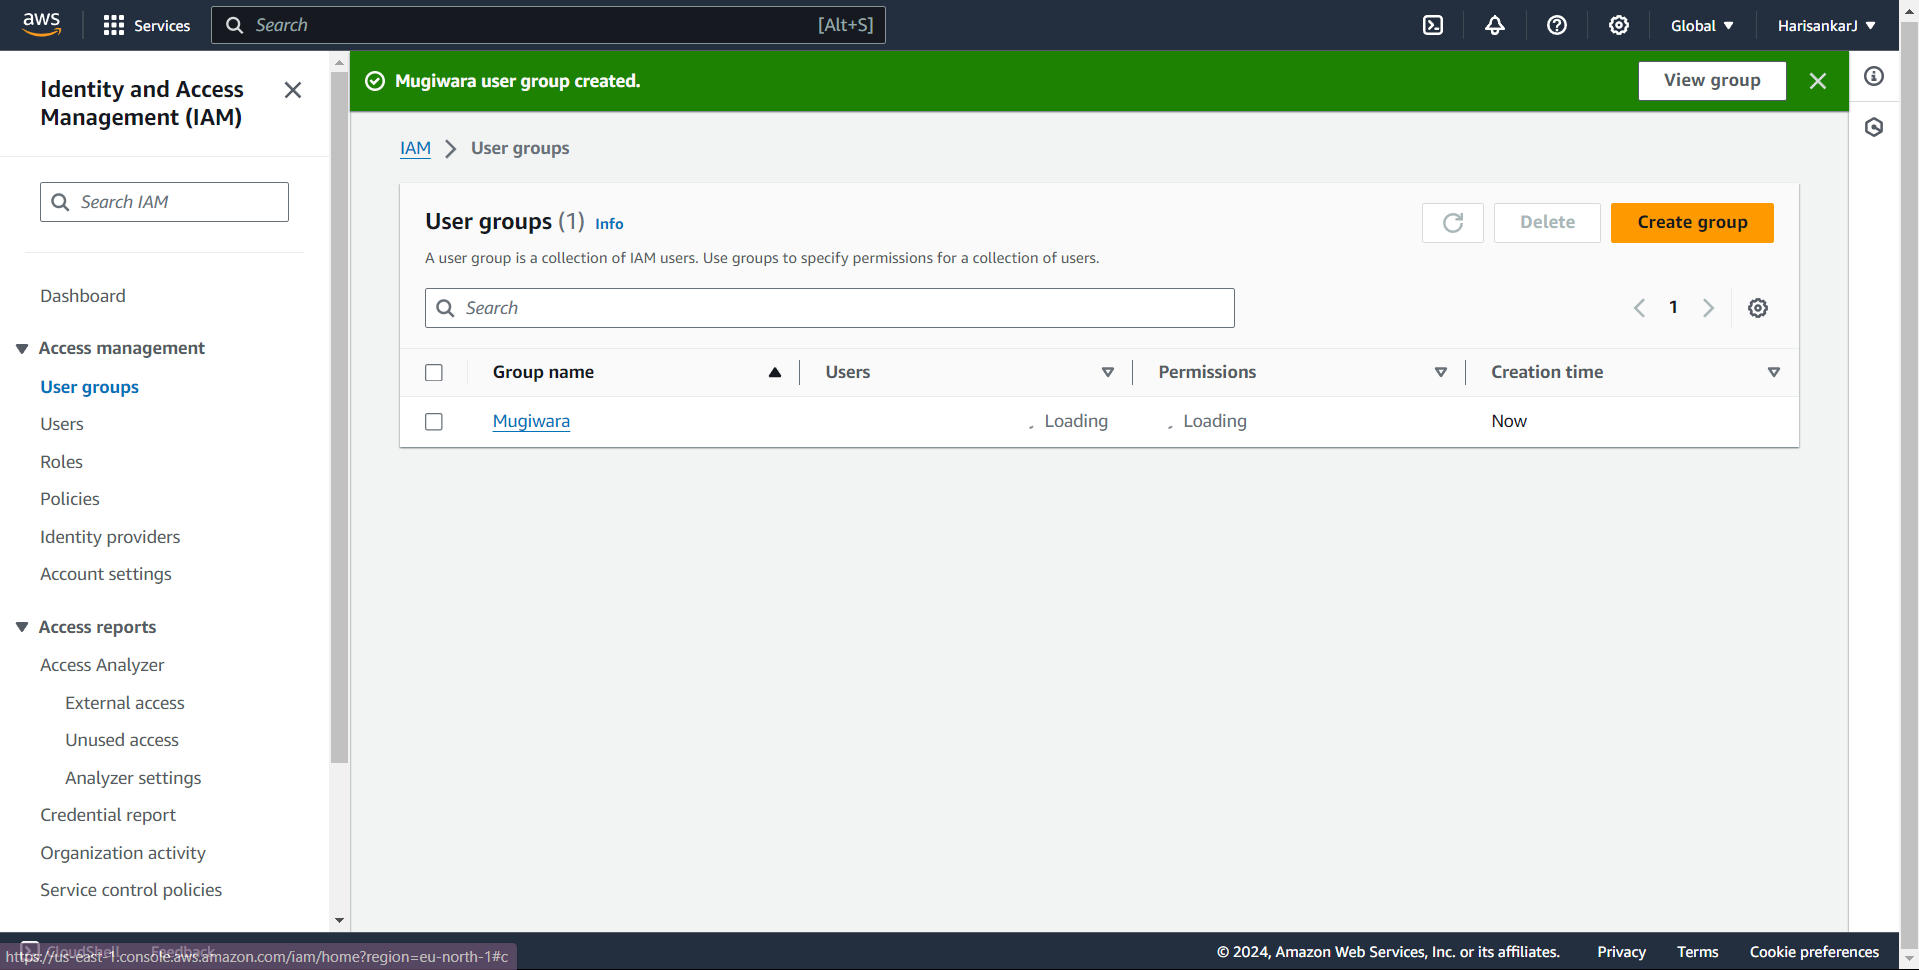 aws
Services
Search
[Alt+S]
Global
HarisankarJ
Identity and Access
Management (IAM)
Search IAM
Dashboard
Access management
User groups
Users
Roles
Policies
Identity providers
Account settings
Access reports
Access Analyzer
External access
Unused access
Analyzer settings
Credential report
Organization activity
Service control policies
Mugiwara user group created.
View group
IAM
User groups
User groups (1) Info
Delete
Create group
A user group is a collection of IAM users. Use groups to specify permissions for a collection of users.
Search
1
Group name
Users
Permissions
Creation time
Mugiwara
Loading
Loading
Now
CloudShell
Feedback
https://us-east-1.console.aws.amazon.com/iam/home?region=eu-north-1#c
© 2024, Amazon Web Services, Inc. or its affiliates.
Privacy
Terms
Cookie preferences